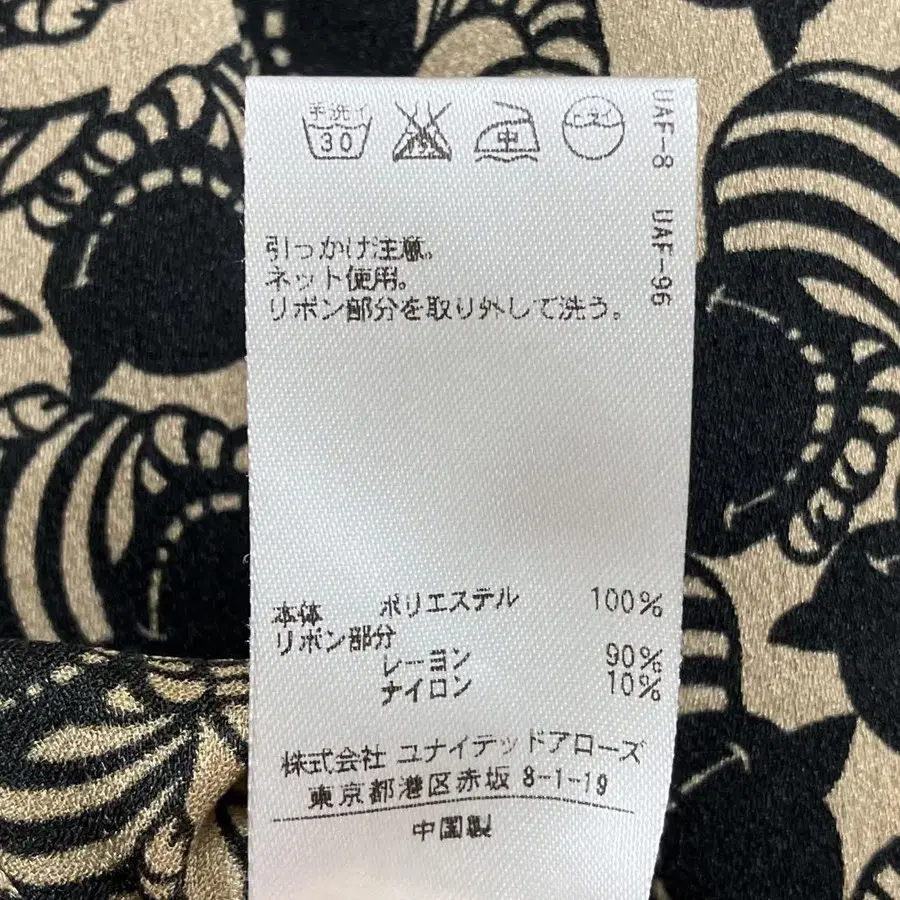 手洗イ
30
中
ドライ
UAF-8 UAF-96
引っかけ注意。
ネット使用。
リボン部分を取り外して洗う。
本体 ポリエステル 100%
リボン部分
レーヨン 90%
ナイロン 10%
株式会社 ユナイテッドアローズ
東京都港区赤坂 8-1-19
中国製